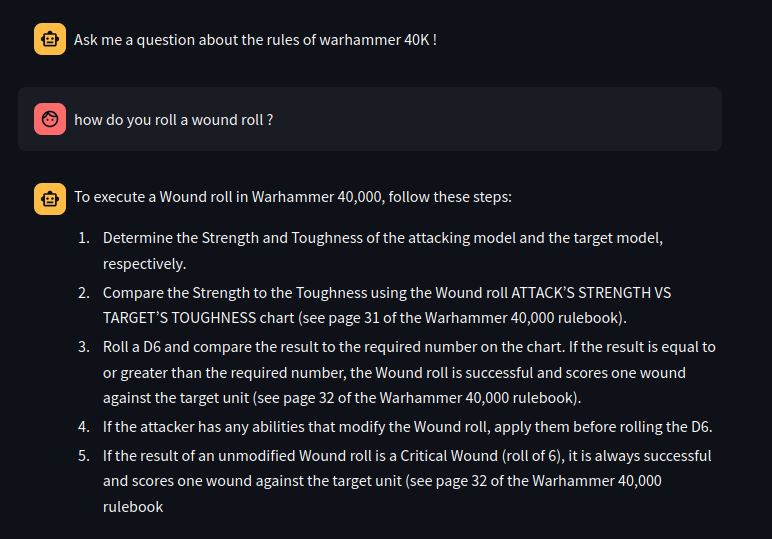 Ask me a question about the rules of warhammer 40K !
how do you roll a wound roll ?
To execute a Wound roll in Warhammer 40,000, follow these steps:
1. Determine the Strength and Toughness of the attacking model and the target model,
respectively.
2. Compare the Strength to the Toughness using the Wound roll ATTACK’S STRENGTH VS
TARGET’S TOUGHNESS chart (see page 31 of the Warhammer 40,000 rulebook).
3. Roll a D6 and compare the result to the required number on the chart. If the result is equal to
or greater than the required number, the Wound roll is successful and scores one wound
against the target unit (see page 32 of the Warhammer 40,000 rulebook).
4. If the attacker has any abilities that modify the Wound roll, apply them before rolling the D6.
5. If the result of an unmodified Wound roll is a Critical Wound (roll of 6), it is always successful
and scores one wound against the target unit (see page 32 of the Warhammer 40,000
rulebook